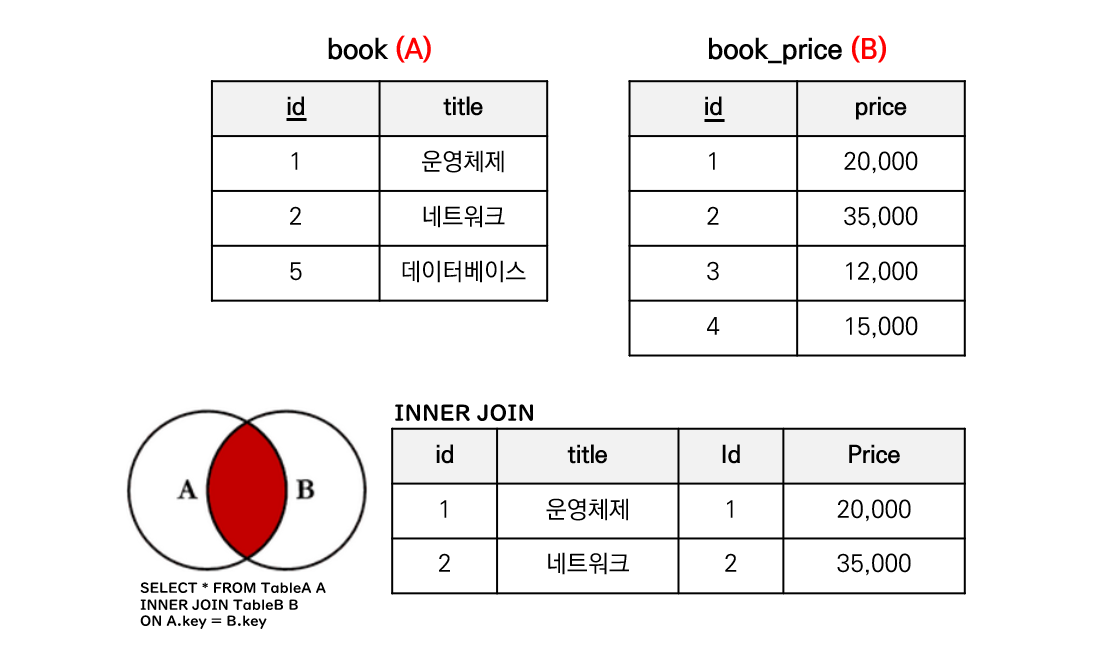 book (A)
book_price (B)
id title
1 운영체제
2 네트워크
5 데이터베이스
id price
1 20,000
2 35,000
3 12,000
4 15,000
A B
SELECT * FROM TableA A
INNER JOIN TableB B
ON A.key = B.key
INNER JOIN
id title Id Price
1 운영체제 1 20,000
2 네트워크 2 35,000